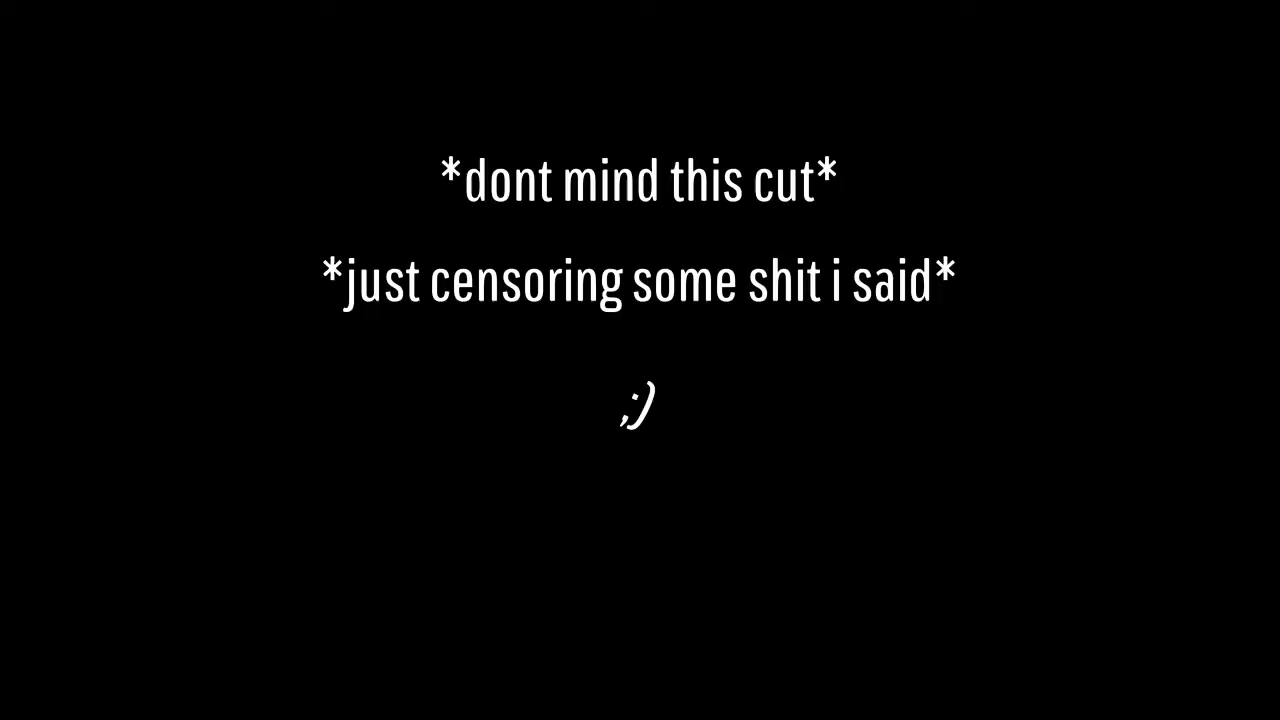 *dont mind this cut*
*just censoring some shit i said*
;)